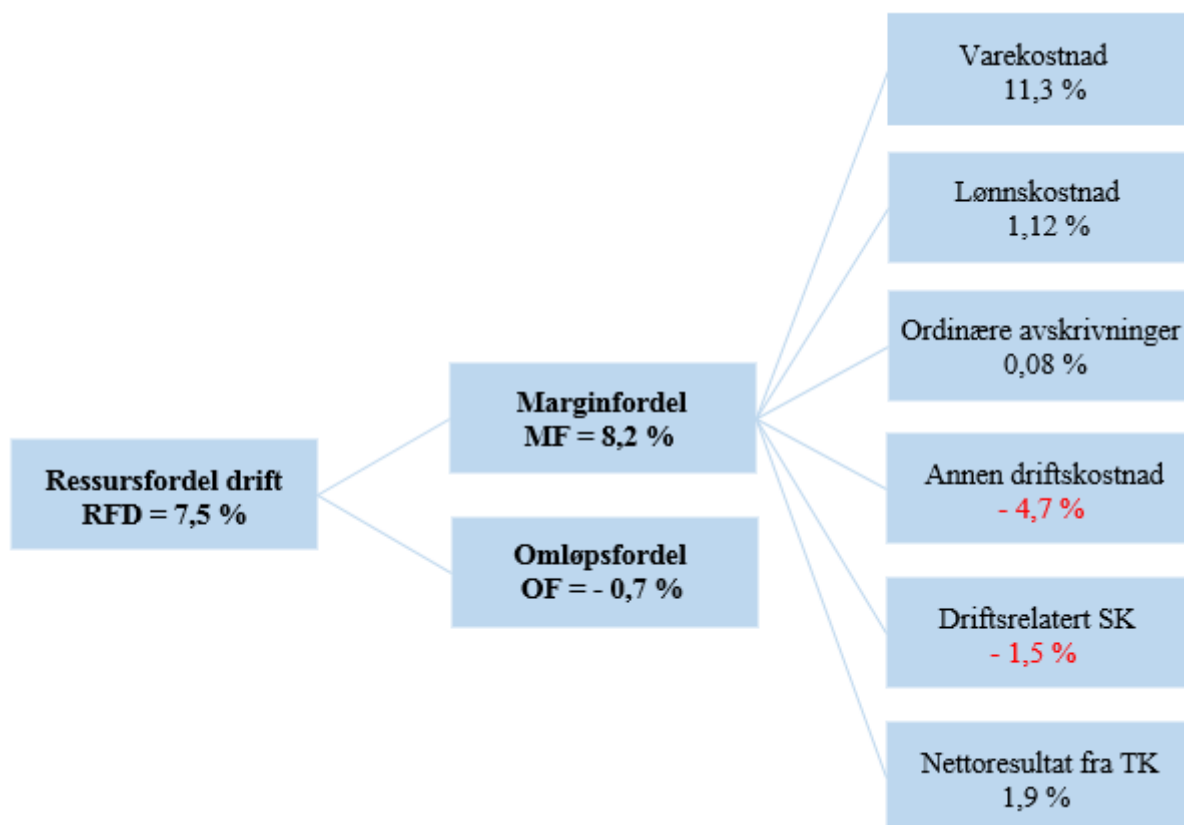 Varekostnad
11,3 %
Lønnskostnad
1,12 %
Ordinære avskrivninger
0,08 %
Marginfordel
MF = 8,2 %
Ressursfordel drift
RFD = 7,5 %
Annen driftskostnad
- 4,7 %
Omløpsfordel
OF = - 0,7 %
Driftsrelatert SK
- 1,5 %
Nettoresultat fra TK
1,9 %